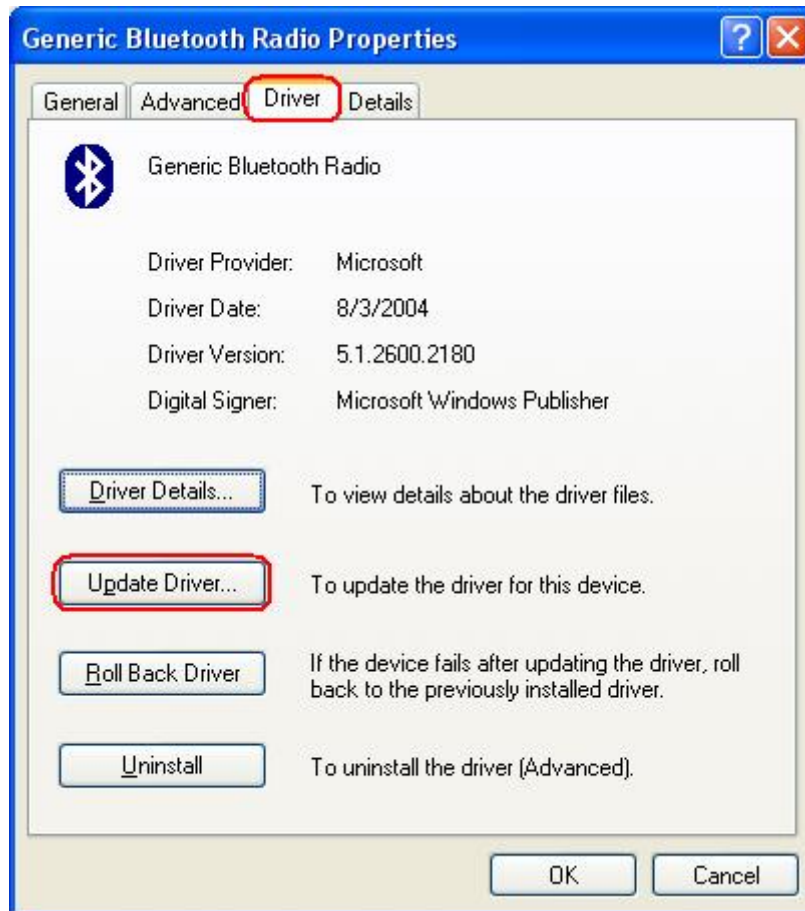 Generic Bluetooth Radio Properties
General Advanced Driver Details
Generic Bluetooth Radio
Driver Provider: Microsoft
Driver Date: 8/3/2004
Driver Version: 5.1.2600.2180
Digital Signer: Microsoft Windows Publisher
Driver Details... To view details about the driver files.
Update Driver... To update the driver for this device.
Roll Back Driver If the device fails after updating the driver, roll
back to the previously installed driver.
Uninstall To uninstall the driver (Advanced).
OK Cancel